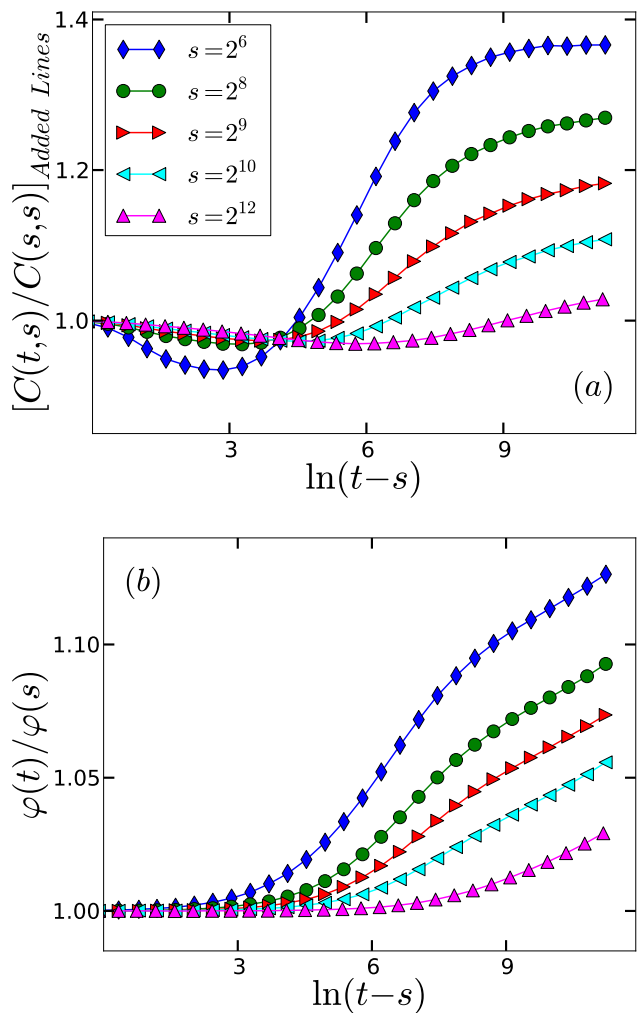 1.4
s=2^6
s=2^8
s=2^9
s=2^10
s=2^12
1.2
1.0
[C(t,s)/C(s,s)]_Added Lines
(a)
3 6 9
ln(t−s)
(b)
1.10
1.05
1.00
φ(t)/φ(s)
3 6 9
ln(t−s)